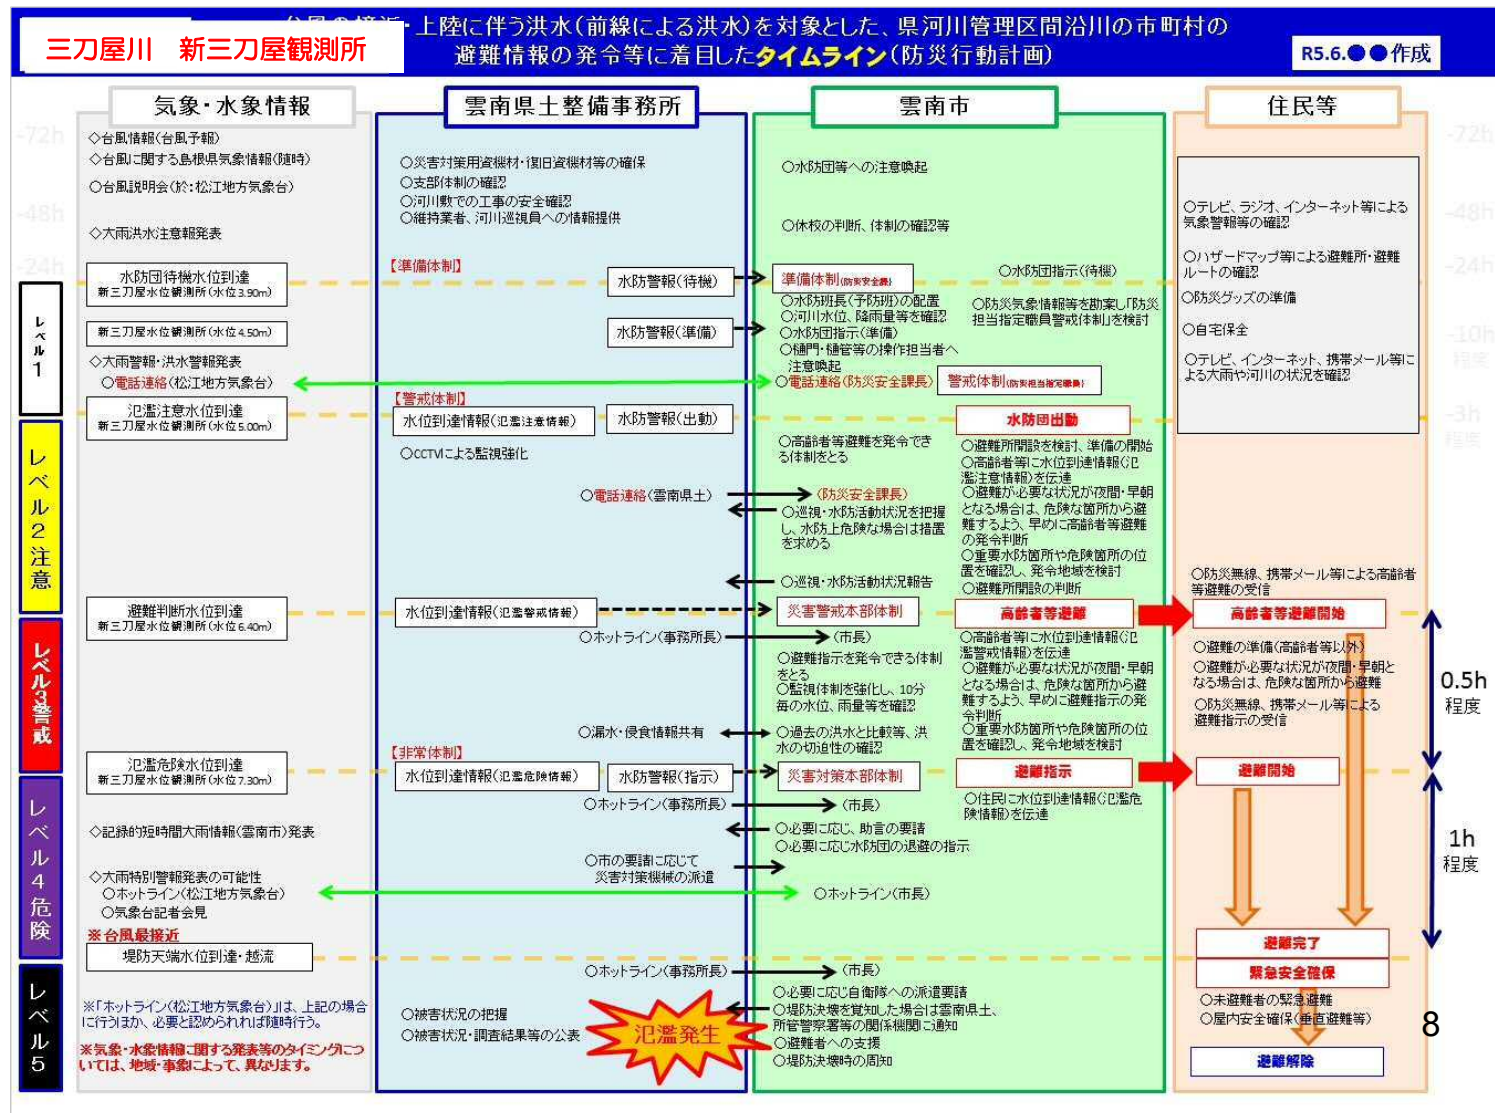 台風の接近・上陸に伴う洪水(前線による洪水)を対象とした、県河川管理区間沿川の市町村の
避難情報の発令等に着目したタイムライン(防災行動計画)
三刀屋川　新三刀屋観測所
R5.6.●●作成
気象・水象情報
雲南県土整備事務所
雲南市
住民等
-72h
-48h
-24h
-72h
-48h
-24h
-10h
程度
-3h
程度
レベル1
レベル2注意
レベル3警戒
レベル4危険
レベル5
◇台風情報(台風予報)
◇台風に関する島根県気象情報(随時)
◇台風説明会(於:松江地方気象台)
◇大雨洪水注意報発表
水防団待機水位到達
新三刀屋水位観測所(水位3.90m)
新三刀屋水位観測所(水位4.50m)
◇大雨警報・洪水警報発表
○電話連絡(松江地方気象台)
氾濫注意水位到達
新三刀屋水位観測所(水位5.00m)
避難判断水位到達
新三刀屋水位観測所(水位6.40m)
氾濫危険水位到達
新三刀屋水位観測所(水位7.30m)
◇記録的短時間大雨情報(雲南市)発表
◇大雨特別警報発表の可能性
○ホットライン(松江地方気象台)
○気象台記者会見
※台風最接近
堤防天端水位到達・越流
※「ホットライン(松江地方気象台)」は、上記の場合
に行うほか、必要と認められれば随時行う。
※気象・水象情報に関する発表等のタイミングにつ
いては、地域・事象によって、異なります。
○災害対策用資機材・復旧資機材等の確保
○支部体制の確認
○河川敷での工事の安全確認
○維持業者、河川巡視員への情報提供
【準備体制】
水防警報(待機)
水防警報(準備)
【警戒体制】
水位到達情報(氾濫注意情報)
水防警報(出動)
○CCTVによる監視強化
○電話連絡(雲南県土)
水位到達情報(氾濫警戒情報)
○ホットライン(事務所長)
○漏水・侵食情報共有
【非常体制】
水位到達情報(氾濫危険情報)
水防警報(指示)
○ホットライン(事務所長)
○市の要請に応じて
災害対策機械の派遣
○ホットライン(事務所長)
○被害状況の把握
○被害状況・調査結果等の公表
氾濫発生
○水防団等への注意喚起
○休校の判断、体制の確認等
準備体制(防災安全課)
○水防団指示(待機)
○水防班長(予防班)の配置
○河川水位、降雨量等を確認
○水防団指示(準備)
○樋門・樋管等の操作担当者へ
注意喚起
○防災気象情報等を勘案し「防災
担当指定職員警戒体制」を検討
○電話連絡(防災安全課長)
警戒体制(防災担当指定職員)
水防団出動
○高齢者等避難を発令でき
る体制をとる
(防災安全課長)
○巡視・水防活動状況を把握
し、水防上危険な場合は措置
を求める
○巡視・水防活動状況報告
○避難所開設を検討、準備の開始
○高齢者等に水位到達情報(氾
濫注意情報)を伝達
○避難が必要な状況が夜間・早朝
となる場合は、危険な箇所から避
難するよう、早めに高齢者等避難
の発令判断
○重要水防箇所や危険箇所の位
置を確認し、発令地域を検討
○避難所開設の判断
災害警戒本部体制
高齢者等避難
(市長)
○避難指示を発令できる体制
をとる
○監視体制を強化し、10分
毎の水位、雨量等を確認
○過去の洪水と比較等、洪
水の切迫性の確認
○高齢者等に水位到達情報(氾
濫警戒情報)を伝達
○避難が必要な状況が夜間・早朝
となる場合は、危険な箇所から避
難するよう、早めに避難指示の発
令判断
○重要水防箇所や危険箇所の位
置を確認し、発令地域を検討
災害対策本部体制
避難指示
(市長)
○住民に水位到達情報(氾濫危
険情報)を伝達
○必要に応じ、助言の要請
○必要に応じ水防団の退避の指示
○ホットライン(市長)
(市長)
○必要に応じ自衛隊への派遣要請
○堤防決壊を覚知した場合は雲南県土、
所管警察署等の関係機関に通知
○避難者への支援
○堤防決壊時の周知
○テレビ、ラジオ、インターネット等による
気象警報等の確認
○ハザードマップ等による避難所・避難
ルートの確認
○防災グッズの準備
○自宅保全
○テレビ、インターネット、携帯メール等に
よる大雨や河川の状況を確認
○防災無線、携帯メール等による高齢者
等避難の受信
高齢者等避難開始
○避難の準備(高齢者等以外)
○避難が必要な状況が夜間・早朝と
なる場合は、危険な箇所から避難
○防災無線、携帯メール等による
避難指示の受信
避難開始
避難完了
緊急安全確保
○未避難者の緊急避難
○屋内安全確保(垂直避難等)
避難解除
0.5h
程度
1h
程度
8